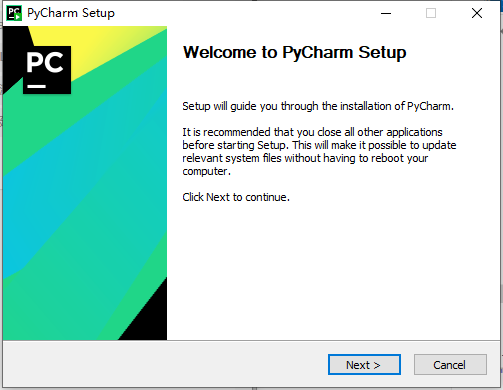 PyCharm Setup
PC
Welcome to PyCharm Setup
Setup will guide you through the installation of PyCharm.
It is recommended that you close all other applications
before starting Setup. This will make it possible to update
relevant system files without having to reboot your
computer.
Click Next to continue.
Next >
Cancel